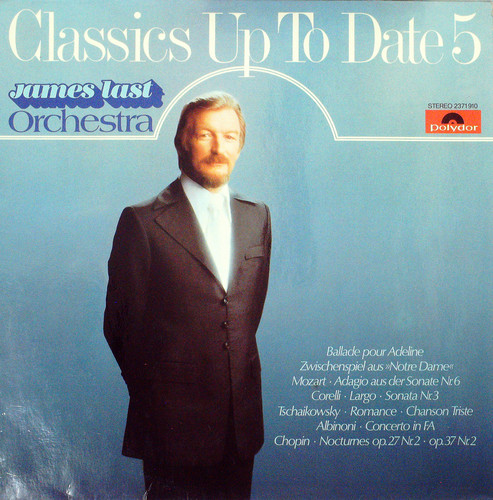 Classics Up To Date 5
James Last
Orchestra
STEREO 2371 910
Polydor
Ballade pour Adeline
Zwischenspiel aus »Notre Dame«
Mozart · Adagio aus der Sonate Nr. 6
Corelli · Largo · Sonata Nr. 3
Tschaikowsky · Romance · Chanson Triste
Albinoni · Concerto in FA
Chopin · Nocturnes op. 27 Nr. 2 · op. 37 Nr. 2